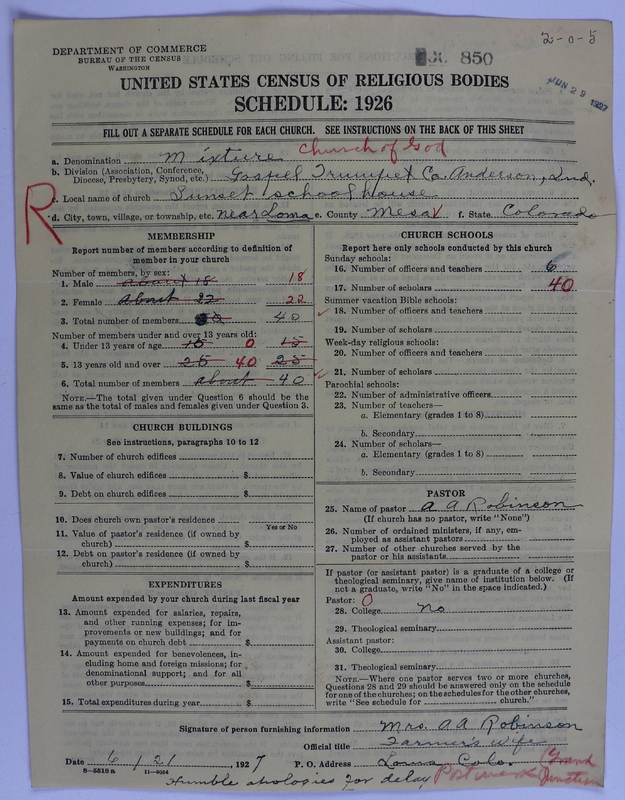 2-0-5
DEPARTMENT OF COMMERCE
BUREAU OF THE CENSUS
WASHINGTON
850
JUN 29 1927
UNITED STATES CENSUS OF RELIGIOUS BODIES
SCHEDULE: 1926
FILL OUT A SEPARATE SCHEDULE FOR EACH CHURCH. SEE INSTRUCTIONS ON THE BACK OF THIS SHEET
a. Denomination Mixture Church of God
b. Division (Association, Conference,
Diocese, Presbytery, Synod, etc.) Gospel Trumpet Co. Anderson, Ind.
R
c. Local name of church Sunset schoolhouse
d. City, town, village, or township, etc. near Loma e. County Mesa f. State Colorado
MEMBERSHIP
Report number of members according to definition of
member in your church
Number of members, by sex:
1. Male about 18 18
2. Female about 22 22
3. Total number of members 40
Number of members under and over 13 years old:
4. Under 13 years of age 15 0 15
5. 13 years old and over 25 40 25
6. Total number of members about 40
NOTE.—The total given under Question 6 should be
same as the total of males and females given under Question 3.
CHURCH BUILDINGS
See instructions, paragraphs 10 to 12
7. Number of church edifices
8. Value of church edifices $
9. Debt on church edifices $
10. Does church own pastor's residence
Yes or No
11. Value of pastor's residence (if owned by
church) $
12. Debt on pastor's residence (if owned by
church) $
EXPENDITURES
Amount expended by your church during last fiscal year
13. Amount expended for salaries, repairs,
and other running expenses; for im-
provements or new buildings; and for
payments on church debt $
14. Amount expended for benevolences, in-
cluding home and foreign missions; for
denominational support; and for all
other purposes $
15. Total expenditures during year $
CHURCH SCHOOLS
Report here only schools conducted by this church
Sunday schools:
16. Number of officers and teachers 6
17. Number of scholars 40
Summer vacation Bible schools:
18. Number of officers and teachers
19. Number of scholars
Week-day religious schools:
20. Number of officers and teachers
21. Number of scholars
Parochial schools:
22. Number of administrative officers
23. Number of teachers—
a. Elementary (grades 1 to 8)
b. Secondary
24. Number of scholars—
a. Elementary (grades 1 to 8)
b. Secondary
PASTOR
25. Name of pastor A A Robinson
(If church has no pastor, write "None")
26. Number of ordained ministers, if any, em-
ployed as assistant pastors
27. Number of other churches served by the
pastor or his assistants
If pastor (or assistant pastor) is a graduate of a college or
theological seminary, give name of institution below. (If
not a graduate, write "No" in the space indicated.)
Pastor: 0
28. College no
29. Theological seminary
Assistant pastor:
30. College
31. Theological seminary
NOTE.—Where one pastor serves two or more churches,
Questions 28 and 29 should be answered only on the schedule
for one of the churches; on the schedules for the other churches,
write "See schedule for church."
Signature of person furnishing information Mrs. A A Robinson
Official title Farmer's wife
Date 6/21, 1927 P. O. Address Loma Colo.
8-5518 a 11-9024
Humble apologies for delay Postmark (Grand Junction